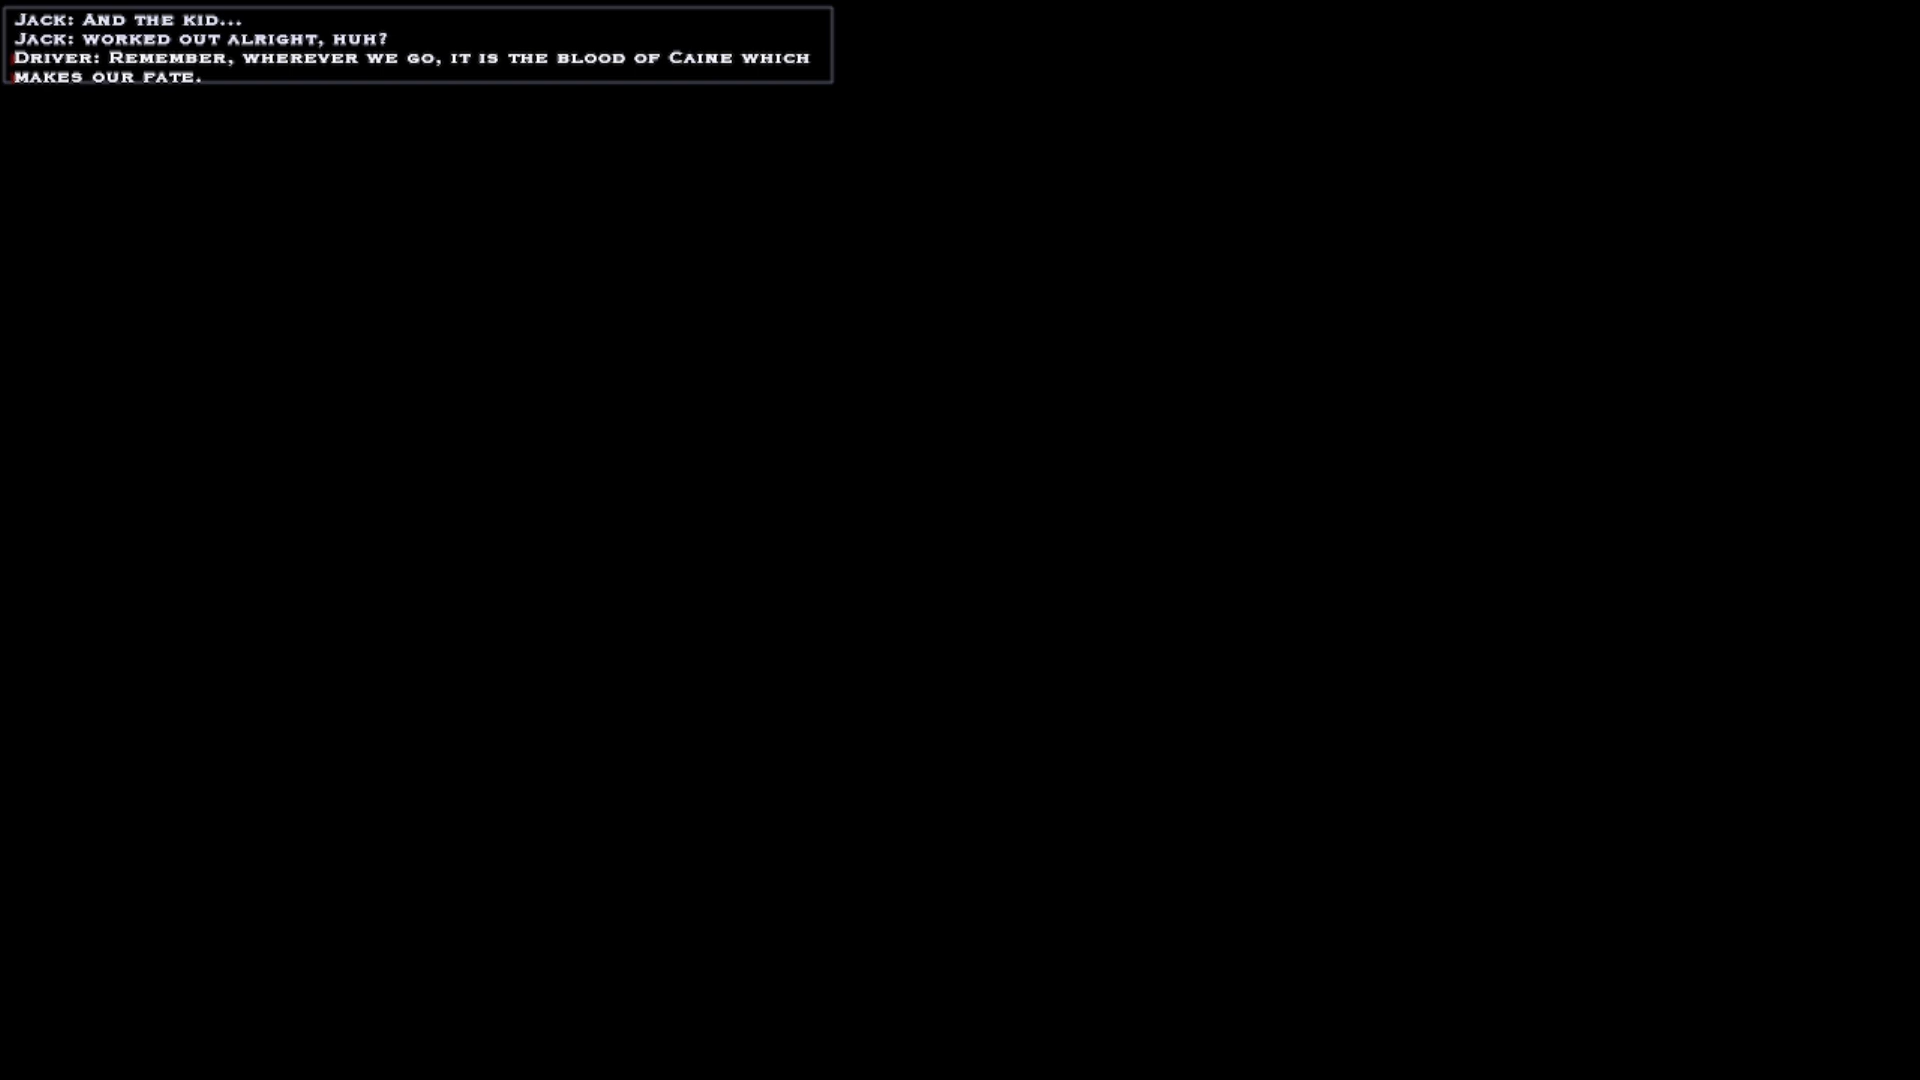 Jack: And the kid...
Jack: worked out alright, huh?
Driver: Remember, wherever we go, it is the blood of Caine which
makes our fate.